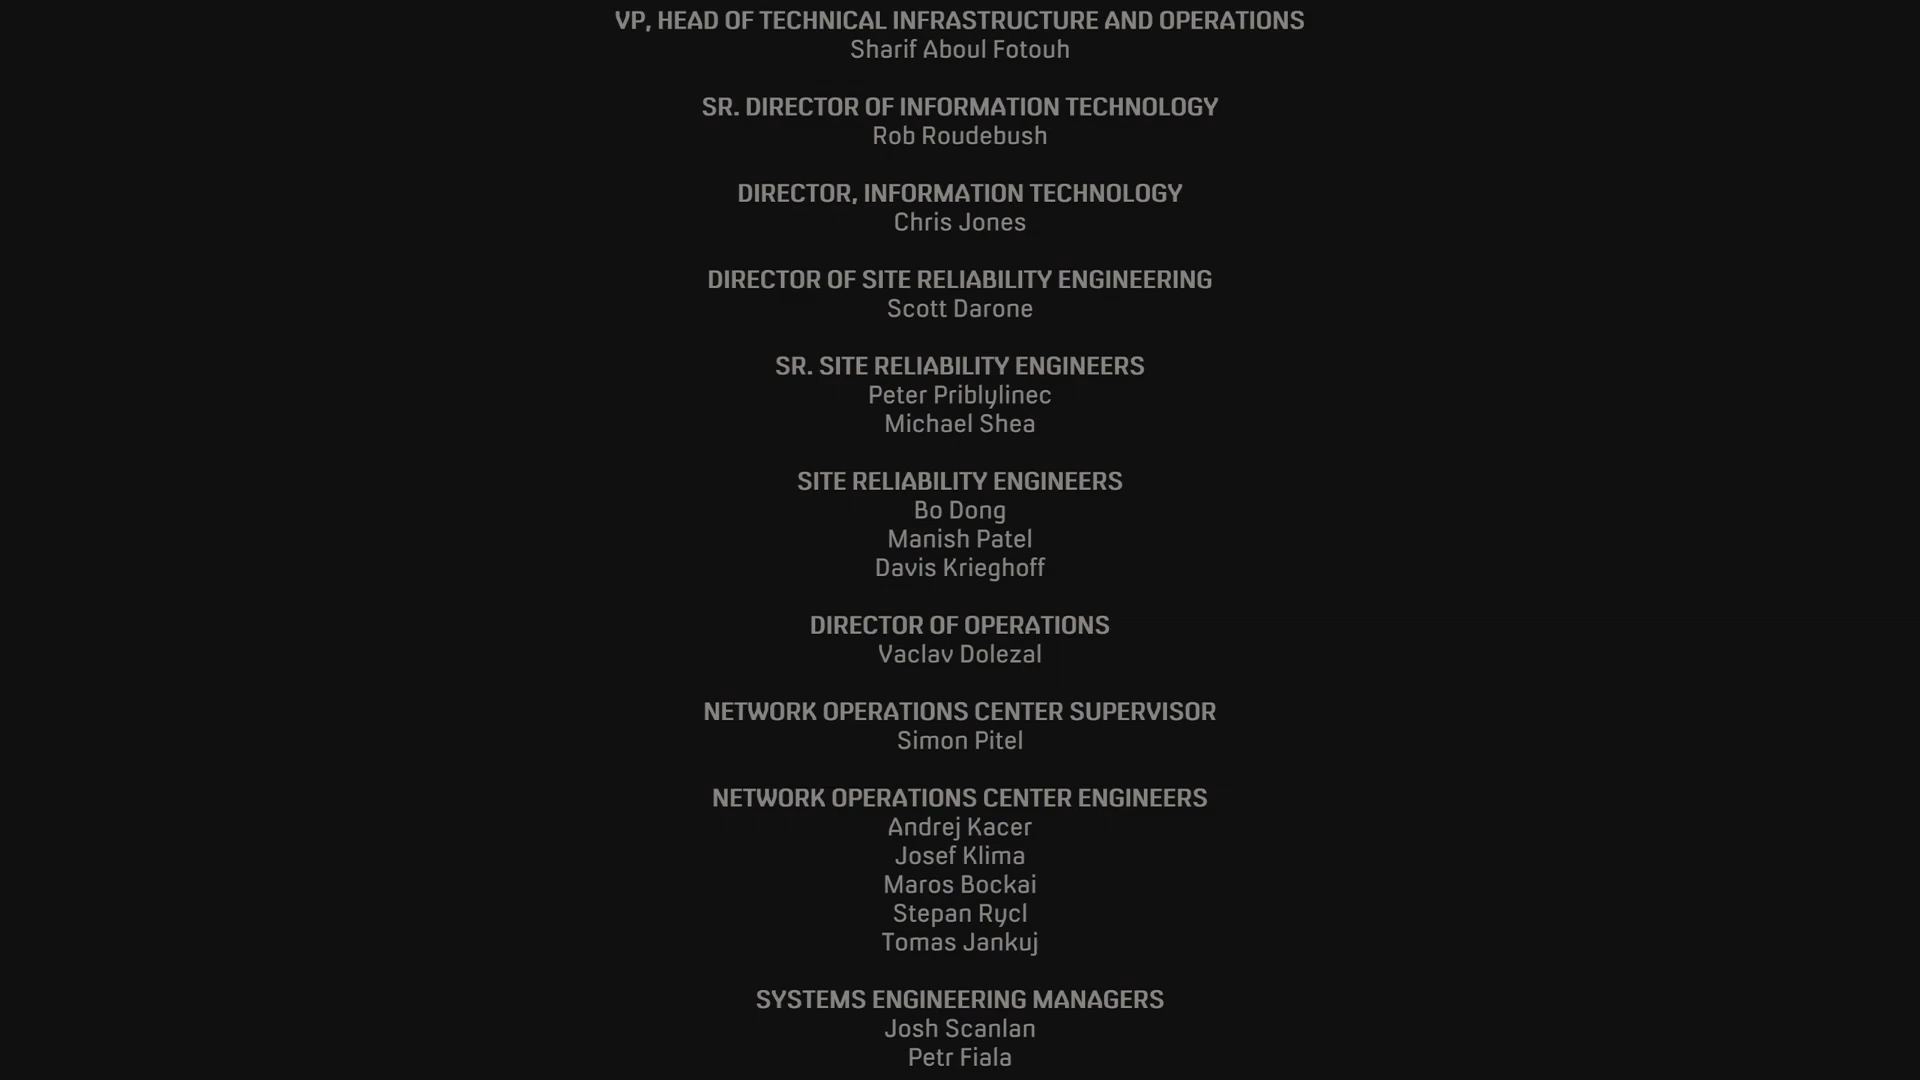 VP, HEAD OF TECHNICAL INFRASTRUCTURE AND OPERATIONS
Sharif Aboul Fotouh
SR. DIRECTOR OF INFORMATION TECHNOLOGY
Rob Roudebush
DIRECTOR, INFORMATION TECHNOLOGY
Chris Jones
DIRECTOR OF SITE RELIABILITY ENGINEERING
Scott Darone
SR. SITE RELIABILITY ENGINEERS
Peter Priblylinec
Michael Shea
SITE RELIABILITY ENGINEERS
Bo Dong
Manish Patel
Davis Krieghoff
DIRECTOR OF OPERATIONS
Vaclav Dolezal
NETWORK OPERATIONS CENTER SUPERVISOR
Simon Pitel
NETWORK OPERATIONS CENTER ENGINEERS
Andrej Kacer
Josef Klima
Maros Bockai
Stepan Rycl
Tomas Jankuj
SYSTEMS ENGINEERING MANAGERS
Josh Scanlan
Petr Fiala